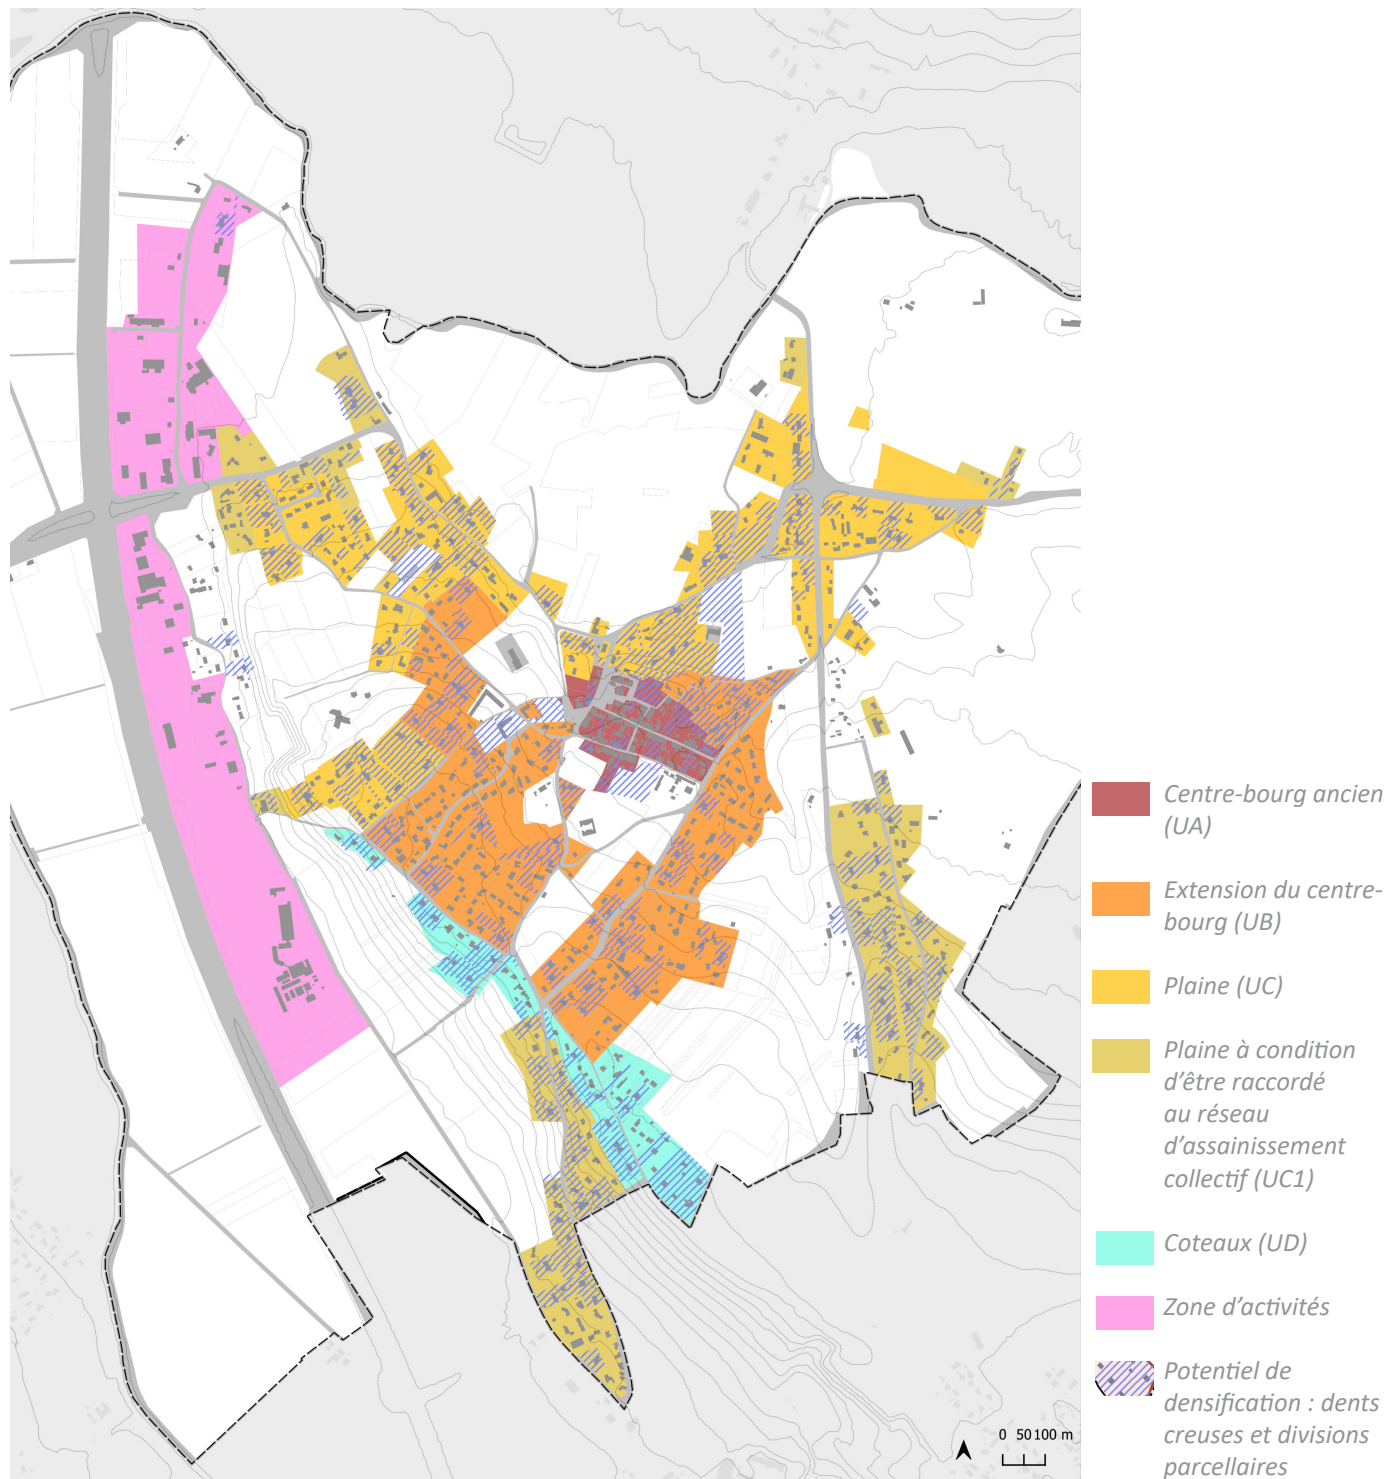 Centre-bourg ancien
(UA)
Extension du centre-
bourg (UB)
Plaine (UC)
Plaine à condition
d'être raccordé
au réseau
d'assainissement
collectif (UC1)
Coteaux (UD)
Zone d'activités
Potentiel de
densification : dents
creuses et divisions
parcellaires
0 50 100 m